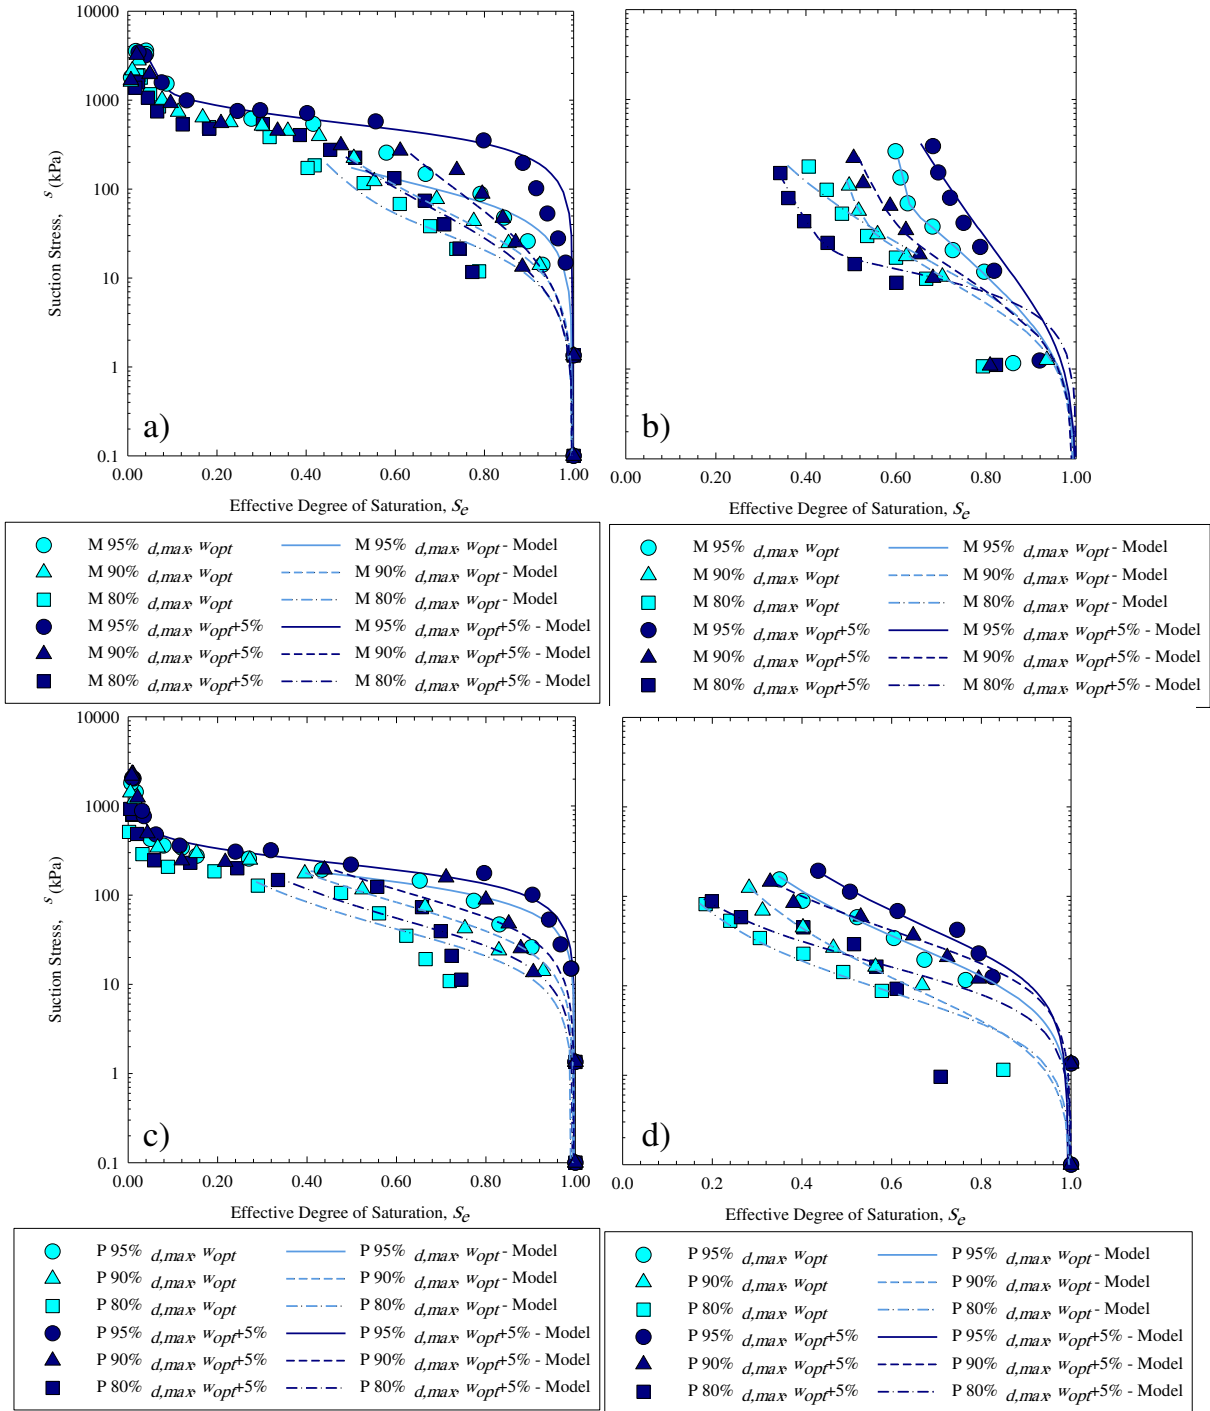 10000
1000
100
10
1
0.1
Suction Stress, s (kPa)
a)
b)
0.00 0.20 0.40 0.60 0.80 1.00
0.00 0.20 0.40 0.60 0.80 1.00
Effective Degree of Saturation, Se
Effective Degree of Saturation, Se
M 95% d,max, wopt
M 95% d,max, wopt - Model
M 90% d,max, wopt
M 90% d,max, wopt - Model
M 80% d,max, wopt
M 80% d,max, wopt - Model
M 95% d,max, wopt+5%
M 95% d,max, wopt+5% - Model
M 90% d,max, wopt+5%
M 90% d,max, wopt+5% - Model
M 80% d,max, wopt+5%
M 80% d,max, wopt+5% - Model
M 95% d,max, wopt
M 95% d,max, wopt - Model
M 90% d,max, wopt
M 90% d,max, wopt - Model
M 80% d,max, wopt
M 80% d,max, wopt - Model
M 95% d,max, wopt+5%
M 95% d,max, wopt+5% - Model
M 90% d,max, wopt+5%
M 90% d,max, wopt+5% - Model
M 80% d,max, wopt+5%
M 80% d,max, wopt+5% - Model
10000
1000
100
10
1
0.1
Suction Stress, s (kPa)
c)
d)
0.00 0.20 0.40 0.60 0.80 1.00
0.0 0.2 0.4 0.6 0.8 1.0
Effective Degree of Saturation, Se
Effective Degree of Saturation, Se
P 95% d,max, wopt
P 95% d,max, wopt - Model
P 90% d,max, wopt
P 90% d,max, wopt - Model
P 80% d,max, wopt
P 80% d,max, wopt - Model
P 95% d,max, wopt+5%
P 95% d,max, wopt+5% - Model
P 90% d,max, wopt+5%
P 90% d,max, wopt+5% - Model
P 80% d,max, wopt+5%
P 80% d,max, wopt+5% - Model
P 95% d,max, wopt
P 95% d,max, wopt - Model
P 90% d,max, wopt
P 90% d,max, wopt - Model
P 80% d,max, wopt
P 80% d,max, wopt - Model
P 95% d,max, wopt+5%
P 95% d,max, wopt+5% - Model
P 90% d,max, wopt+5%
P 90% d,max, wopt+5% - Model
P 80% d,max, wopt+5%
P 80% d,max, wopt+5% - Model